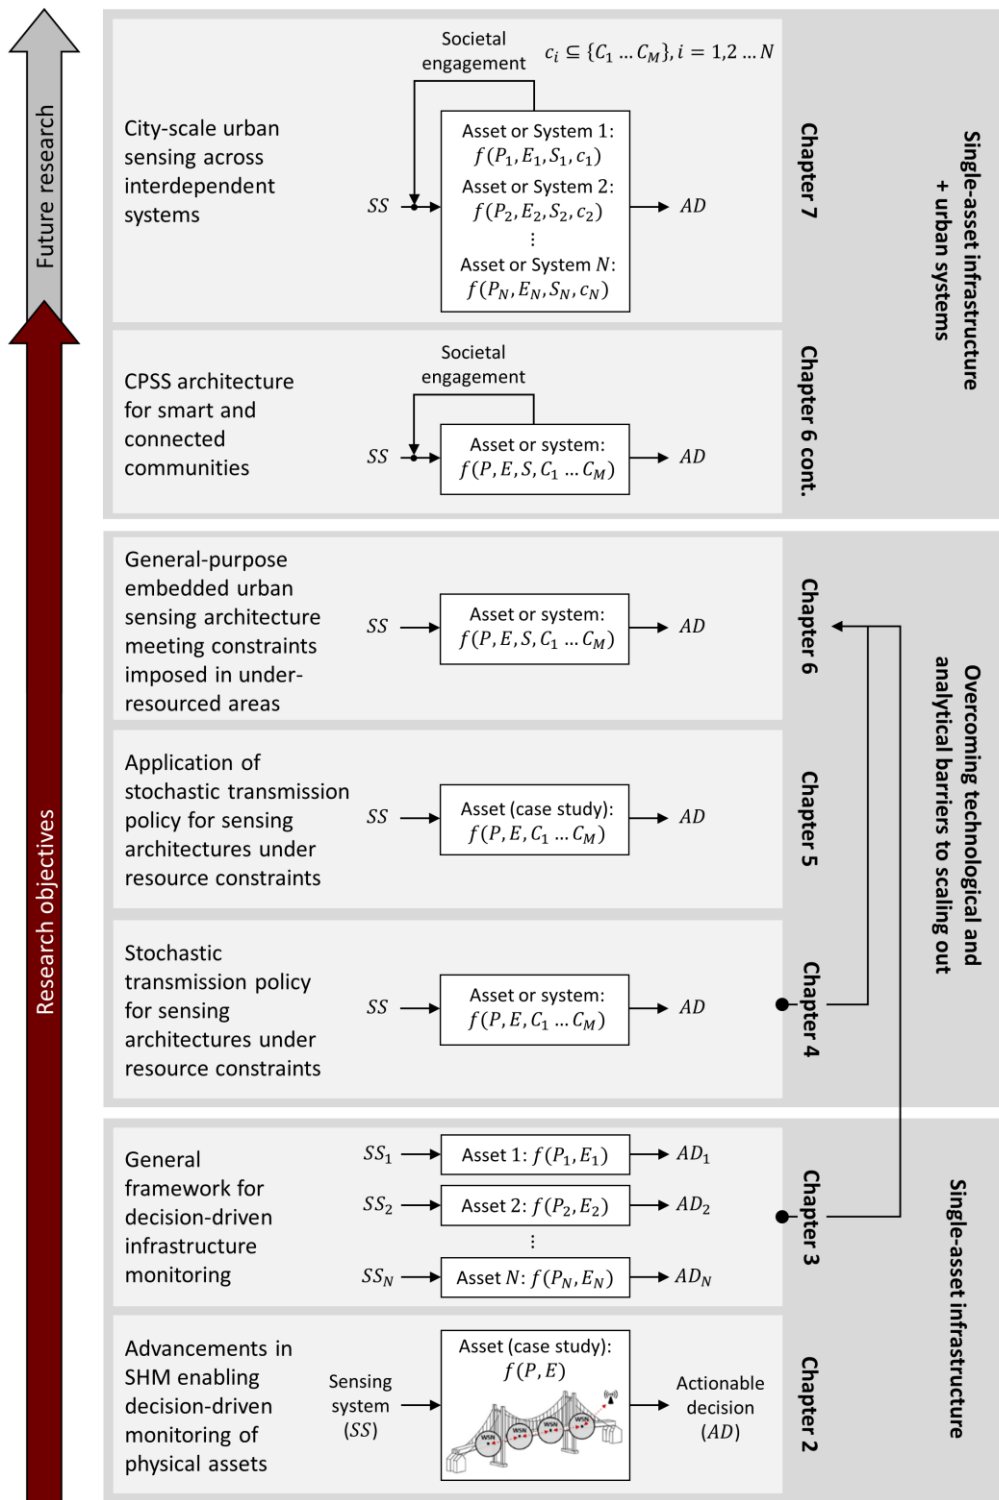 Future research
Research objectives
City-scale urban
sensing across
interdependent
systems
Societal
engagement
c_i ⊆ {C_1 … C_M}, i = 1,2 … N
SS
Asset or System 1:
f(P_1, E_1, S_1, c_1)
Asset or System 2:
f(P_2, E_2, S_2, c_2)
⋮
Asset or System N:
f(P_N, E_N, S_N, c_N)
AD
Chapter 7
Single-asset infrastructure
+ urban systems
CPSS architecture
for smart and
connected
communities
Societal
engagement
SS
Asset or system:
f(P, E, S, C_1 … C_M)
AD
Chapter 6 cont.
General-purpose
embedded urban
sensing architecture
meeting constraints
imposed in under-
resourced areas
SS
Asset or system:
f(P, E, S, C_1 … C_M)
AD
Chapter 6
Overcoming technological and
analytical barriers to scaling out
Application of
stochastic transmission
policy for sensing
architectures under
resource constraints
SS
Asset (case study):
f(P, E, C_1 … C_M)
AD
Chapter 5
Stochastic
transmission policy
for sensing
architectures under
resource constraints
SS
Asset or system:
f(P, E, C_1 … C_M)
AD
Chapter 4
General
framework for
decision-driven
infrastructure
monitoring
SS_1
Asset 1: f(P_1, E_1)
AD_1
SS_2
Asset 2: f(P_2, E_2)
AD_2
⋮
SS_N
Asset N: f(P_N, E_N)
AD_N
Chapter 3
Single-asset infrastructure
Advancements in
SHM enabling
decision-driven
monitoring of
physical assets
Sensing
system
(SS)
Asset (case study):
f(P, E)
WSN
WSN
WSN
WSN
Actionable
decision
(AD)
Chapter 2